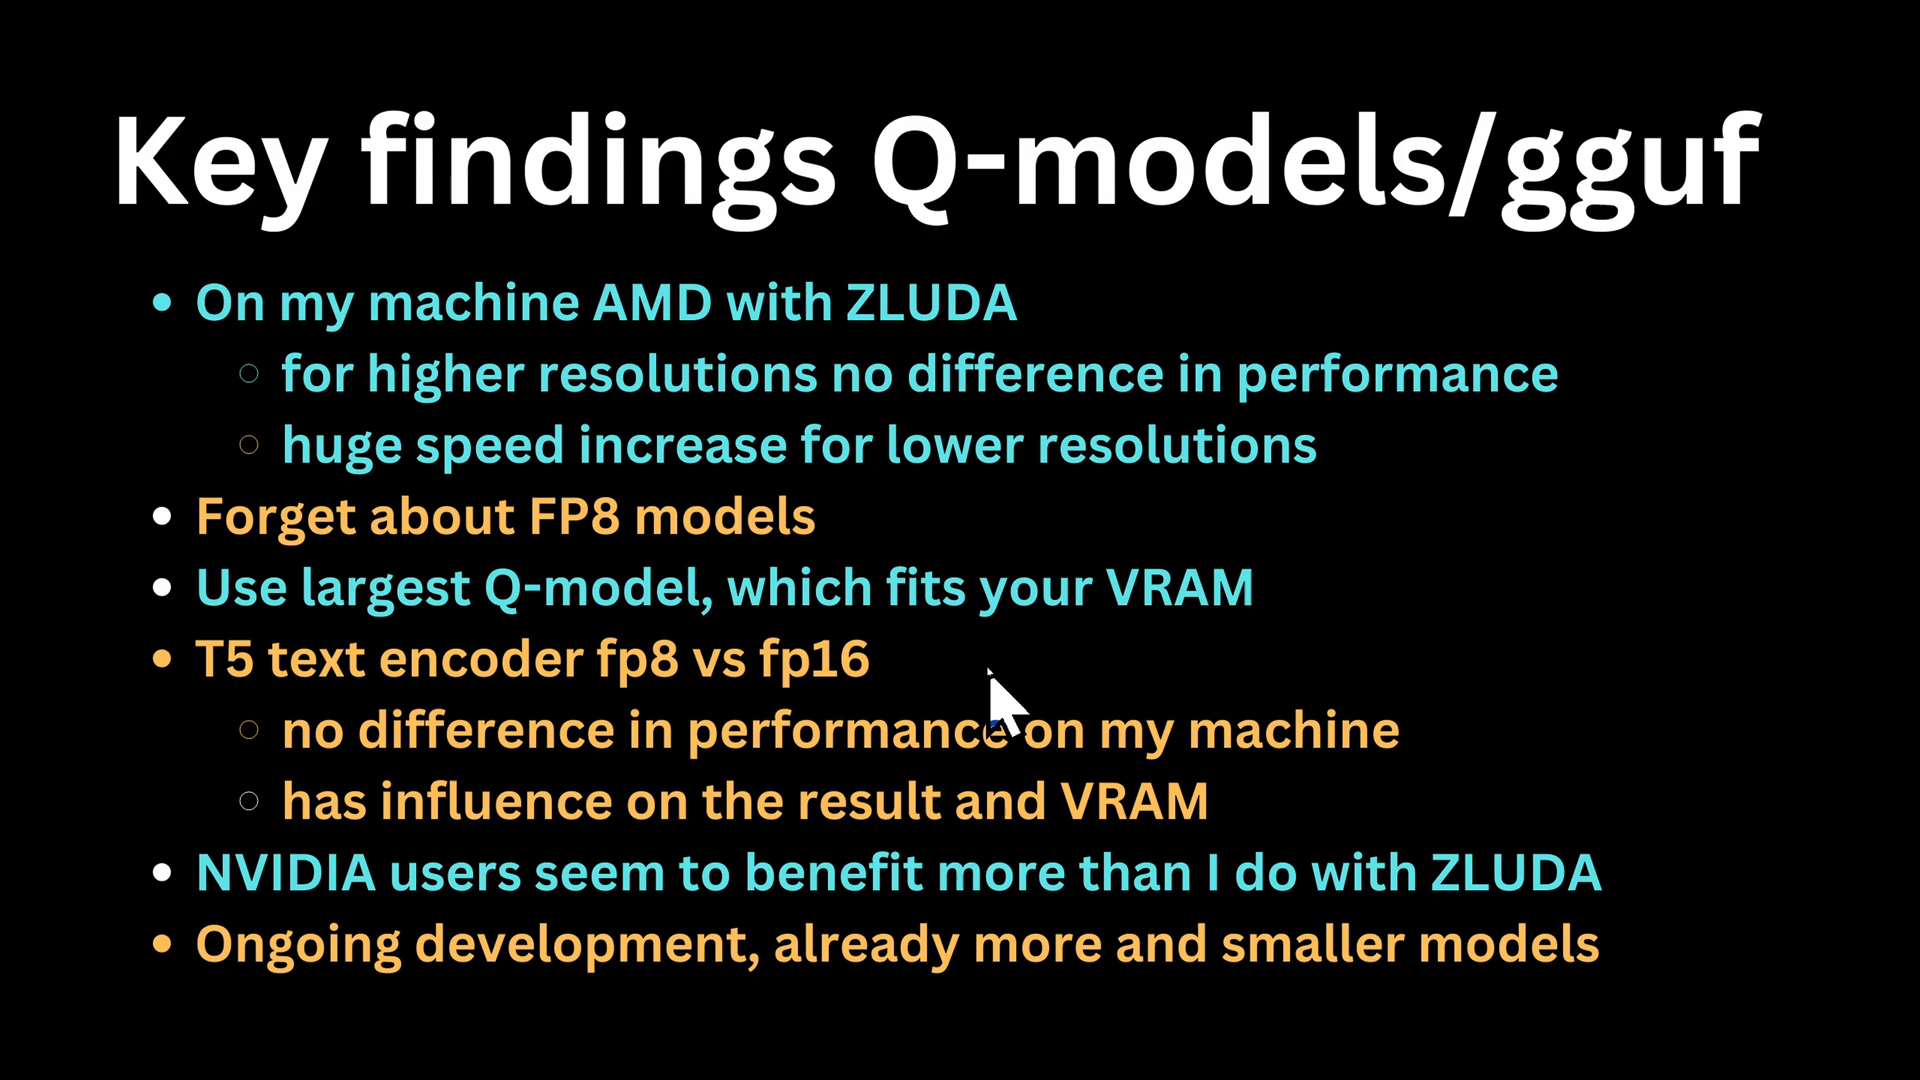 Key findings Q-models/gguf
On my machine AMD with ZLUDA
for higher resolutions no difference in performance
huge speed increase for lower resolutions
Forget about FP8 models
Use largest Q-model, which fits your VRAM
T5 text encoder fp8 vs fp16
no difference in performance on my machine
has influence on the result and VRAM
NVIDIA users seem to benefit more than I do with ZLUDA
Ongoing development, already more and smaller models